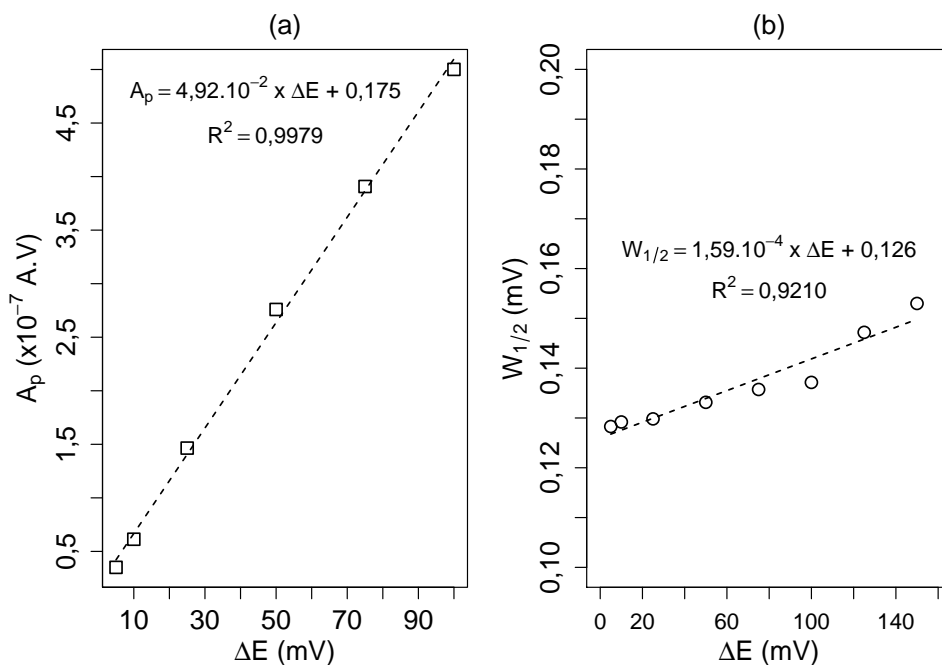 (a)
A_p = 4,92.10^−2 x ΔE + 0,175
R^2 = 0,9979
A_p (x10^−7 A.V)
4,5
3,5
2,5
1,5
0,5
10 30 50 70 90
ΔE (mV)
(b)
W_1/2 = 1,59.10^−4 x ΔE + 0,126
R^2 = 0,9210
W_1/2 (mV)
0,20
0,18
0,16
0,14
0,12
0,10
0 20 60 100 140
ΔE (mV)